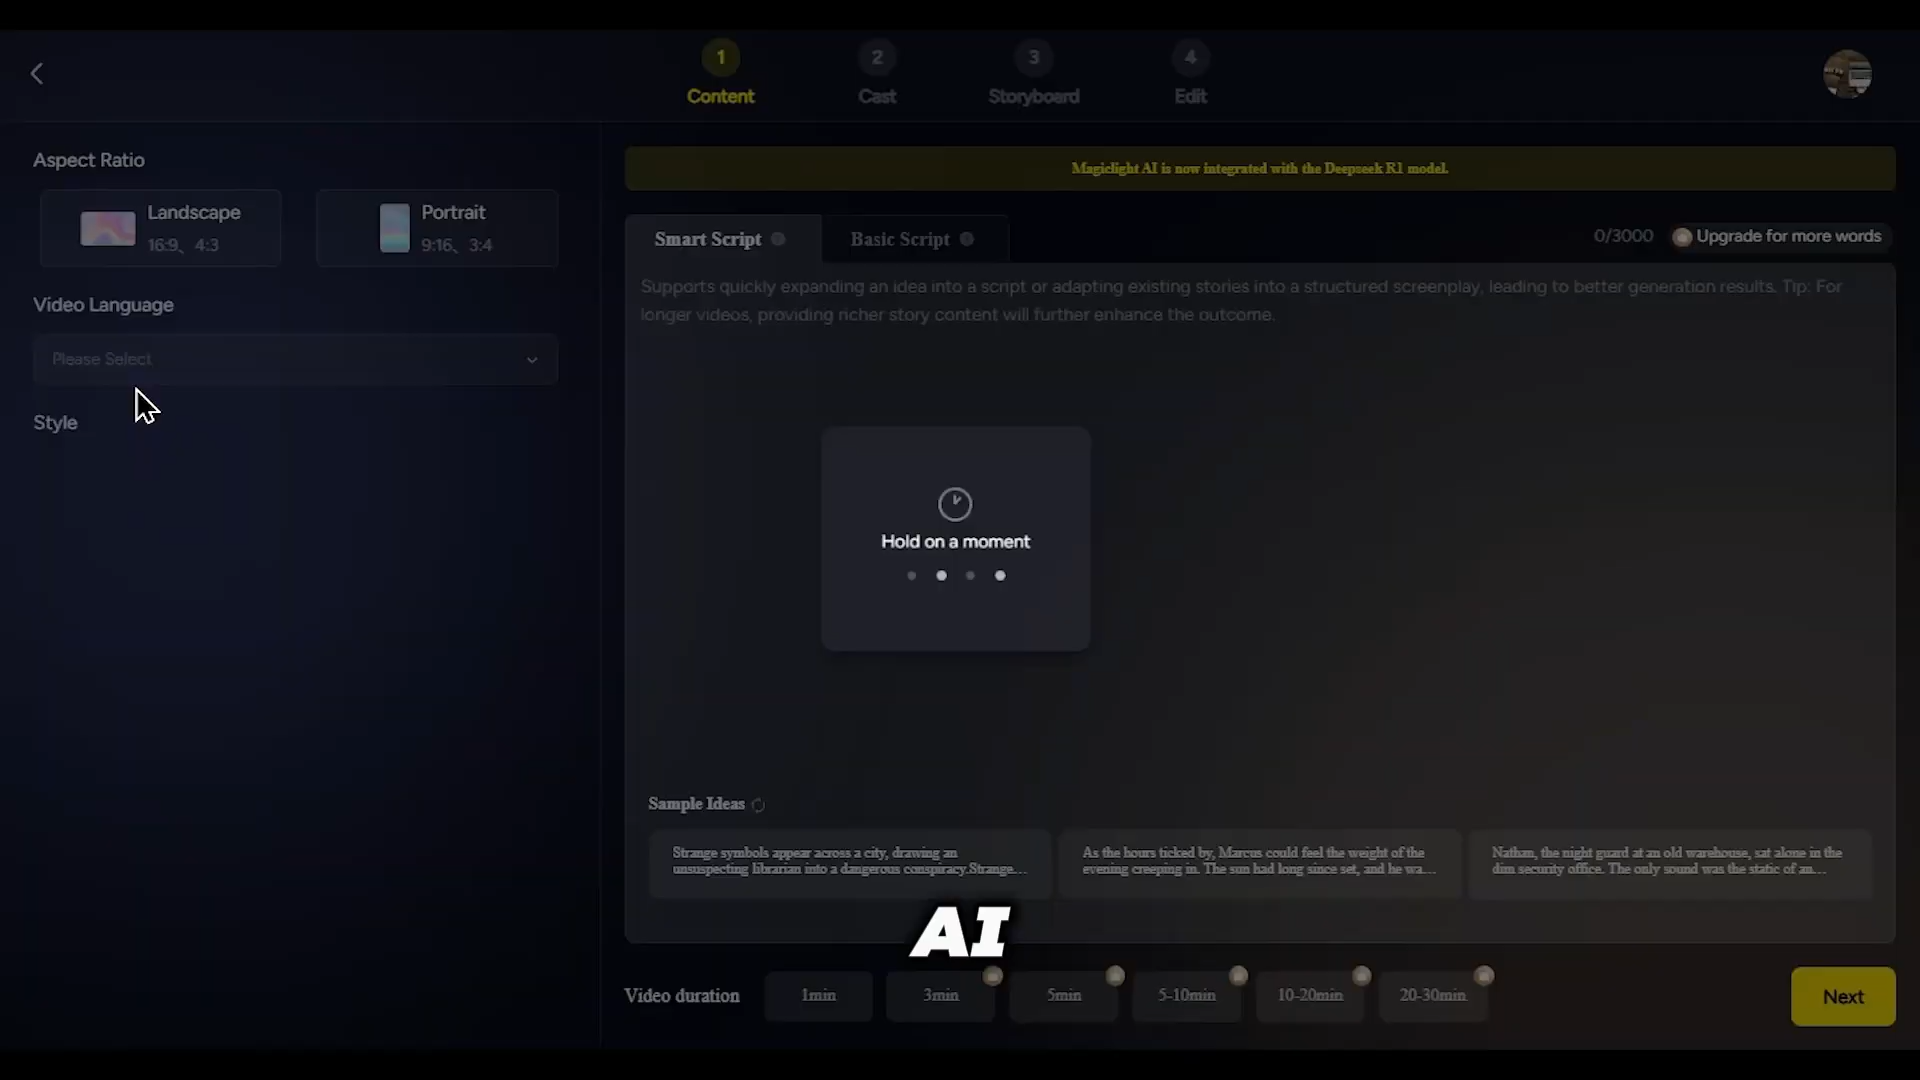 1
2
3
4
Content
Cast
Storyboard
Edit
Aspect Ratio
Landscape
16:9、4:3
Portrait
9:16、3:4
Video Language
Please Select
Style
Magiclight AI is now integrated with the Deepseek R1 model.
Smart Script
Basic Script
0/3000
Upgrade for more words
Supports quickly expanding an idea into a script or adapting existing stories into a structured screenplay, leading to better generation results. Tip: For
longer videos, providing richer story content will further enhance the outcome.
Hold on a moment
Sample Ideas
Strange symbols appear across a city, drawing an
unsuspecting librarian into a dangerous conspiracy.Strange...
As the hours ticked by, Marcus could feel the weight of the
evening creeping in. The sun had long since set, and he wa...
Nathan, the night guard at an old warehouse, sat alone in the
dim security office. The only sound was the static of an...
AI
Video duration
1min
3min
5min
5-10min
10-20min
20-30min
Next